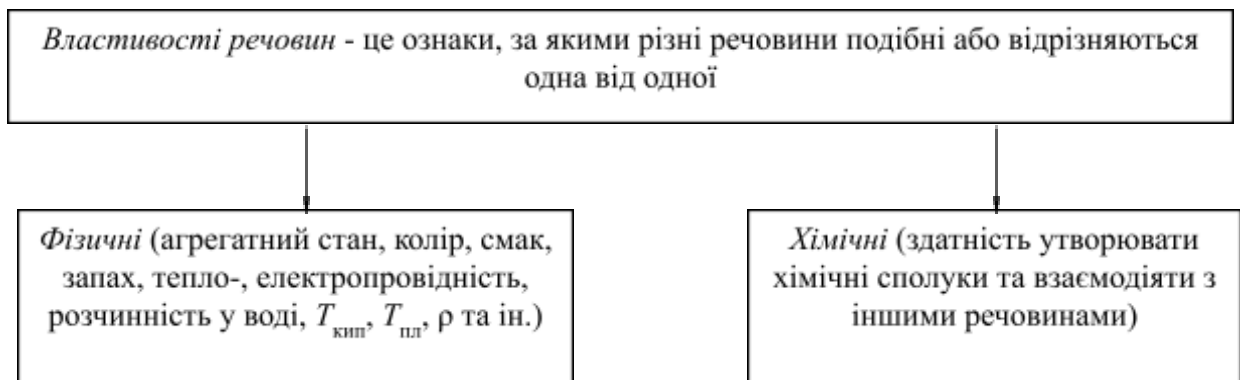 Властивості речовин - це ознаки, за якими різні речовини подібні або відрізняються
одна від одної
Фізичні (агрегатний стан, колір, смак,
запах, тепло-, електропровідність,
розчинність у воді, Tкип, Tпл, ρ та ін.)
Хімічні (здатність утворювати
хімічні сполуки та взаємодіяти з
іншими речовинами)